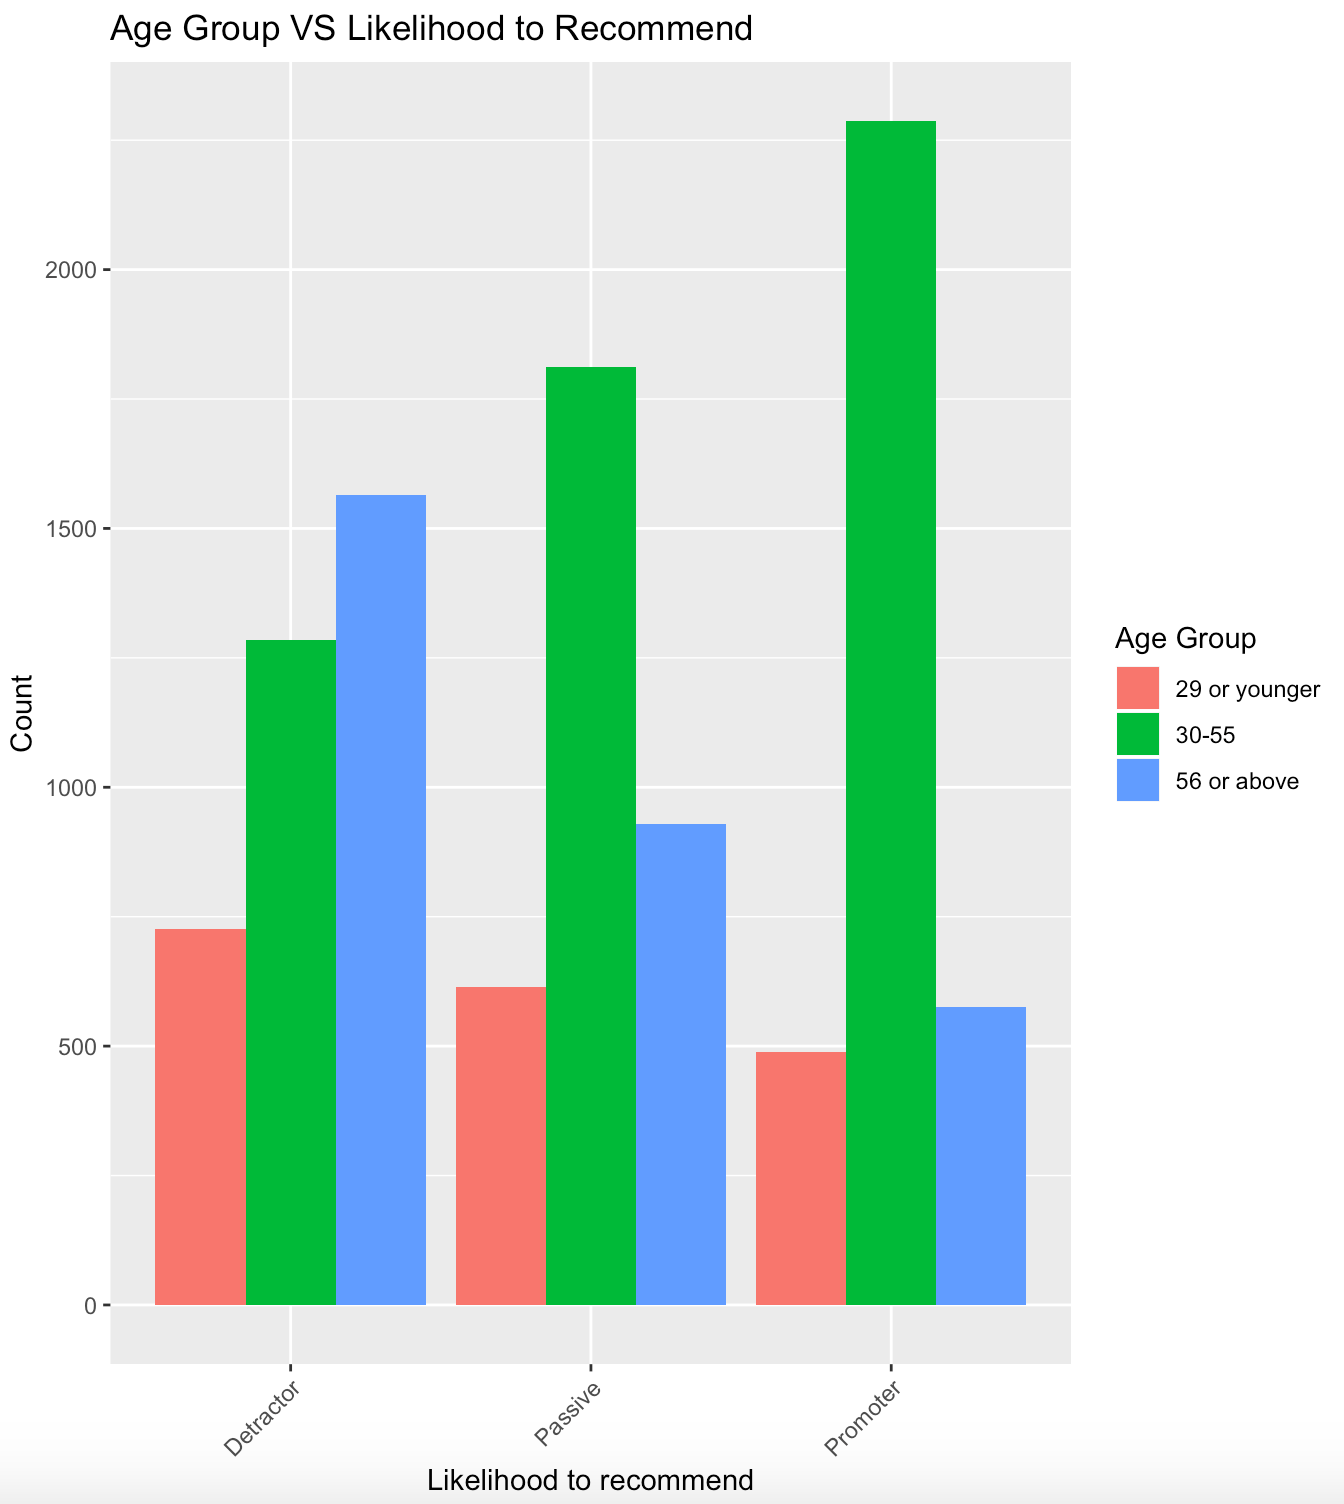 Age Group VS Likelihood to Recommend
2000
1500
1000
500
0
Count
Detractor
Passive
Promoter
Likelihood to recommend
Age Group
29 or younger
30-55
56 or above